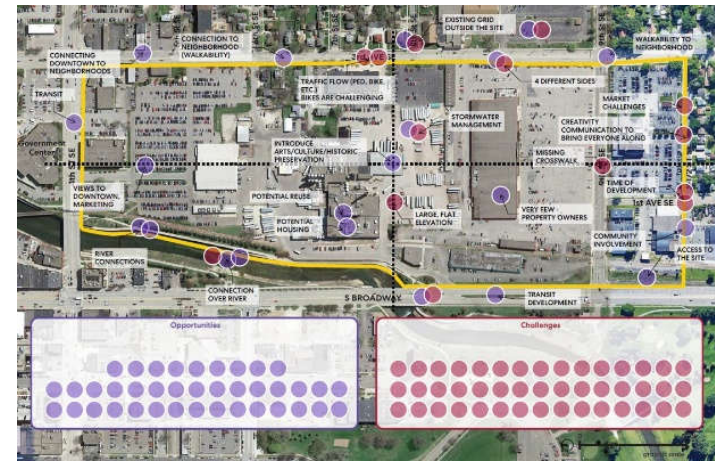 EXISTING GRID
OUTSIDE THE SITE
CONNECTION TO
NEIGHBORHOOD
(WALKABILITY)
WALKABILITY TO
NEIGHBORHOOD
CONNECTING
DOWNTOWN TO
NEIGHBORHOODS
TRAFFIC FLOW (PED, BIKE
ETC.)
BIKES ARE CHALLENGING
4 DIFFERENT SIDES
TRANSIT
MARKET
CHALLENGES
STORMWATER
MANAGEMENT
CREATIVITY
COMMUNICATION TO
BRING EVERYONE ALONG
Government
Center
INTRODUCE
ARTS/CULTURE/HISTORIC
PRESERVATION
MISSING
CROSSWALK
VIEWS TO
DOWNTOWN,
MARKETING
POTENTIAL REUSE
TIME OF
DEVELOPMENT
1ST AVE SE
POTENTIAL
HOUSING
LARGE, FLAT
ELEVATION
VERY FEW
PROPERTY OWNERS
COMMUNITY
INVOLVEMENT
ACCESS TO
THE SITE
RIVER
CONNECTIONS
CONNECTION
OVER RIVER
S BROADWAY
TRANSIT
DEVELOPMENT
Opportunities
Challenges